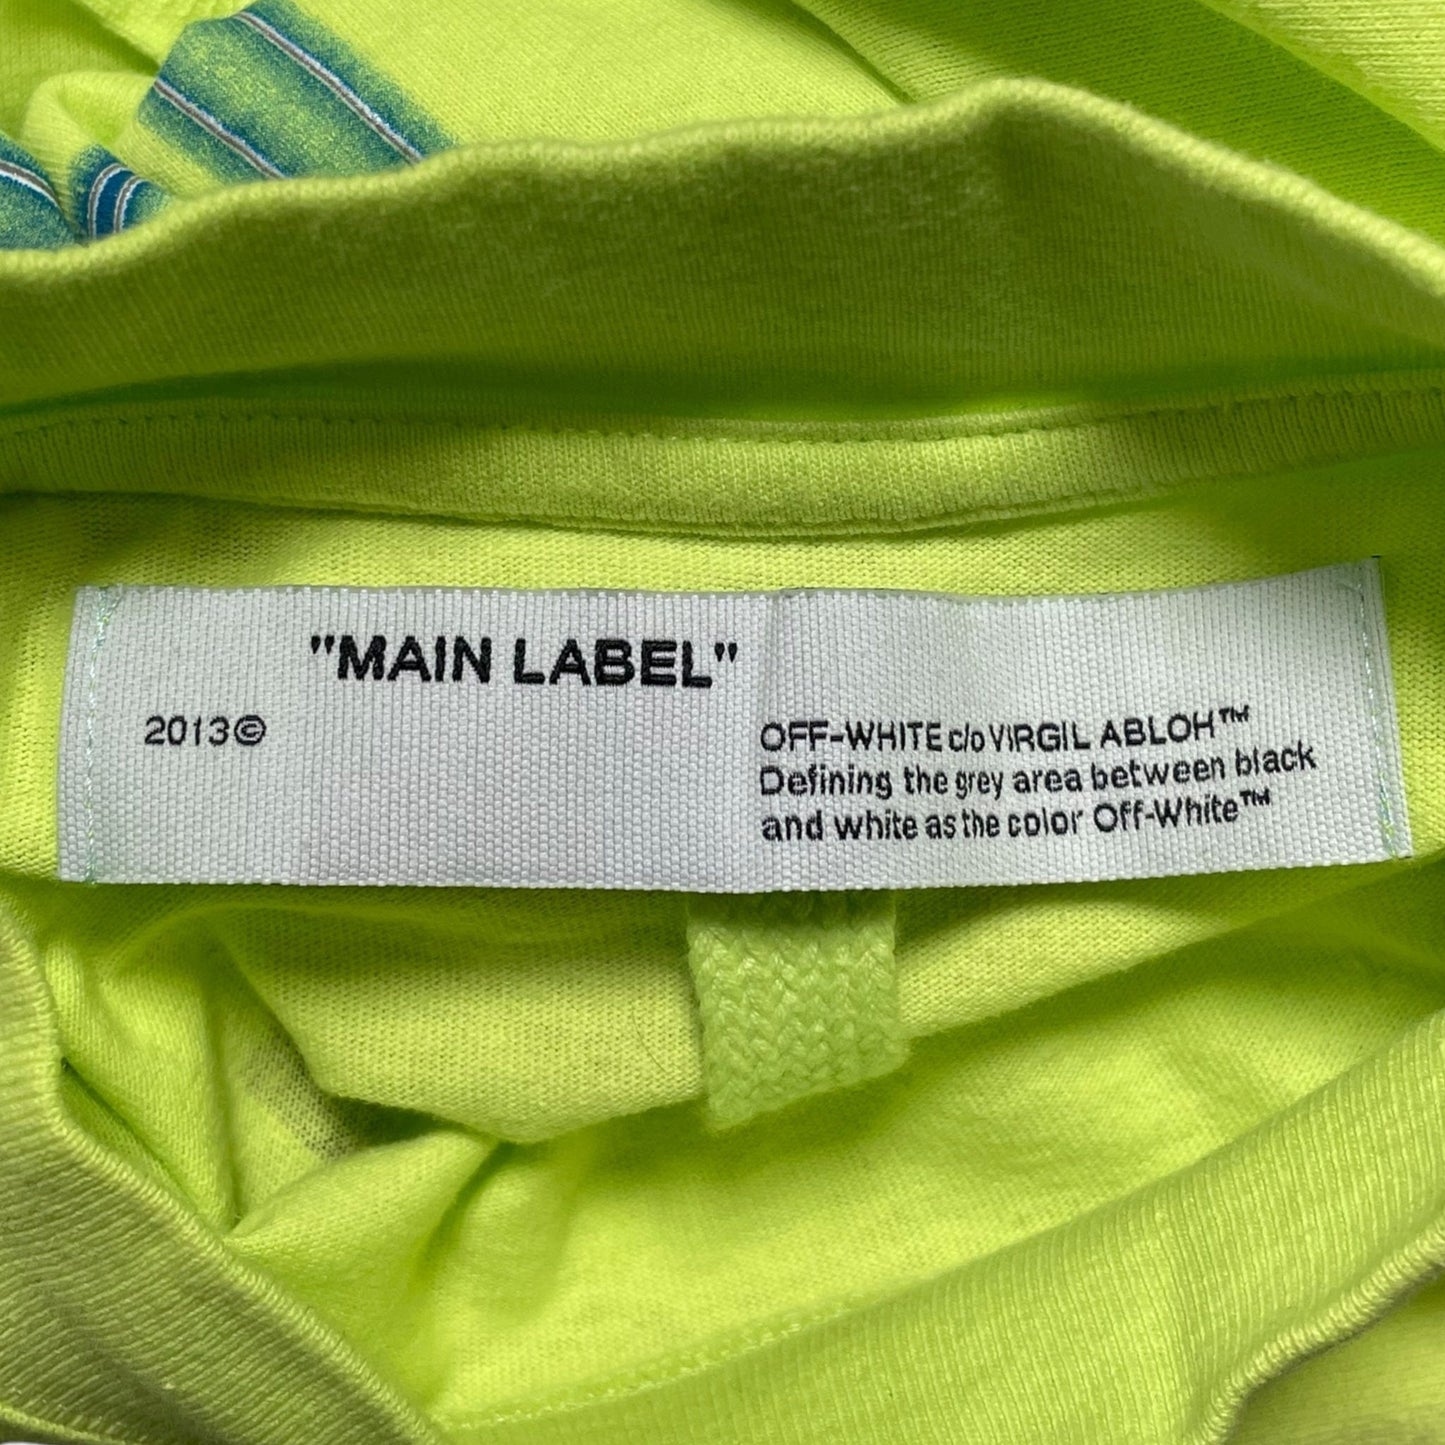 "MAIN LABEL"
2013©
OFF-WHITE c/o VIRGIL ABLOH™
Defining the grey area between black
and white as the color Off-White™